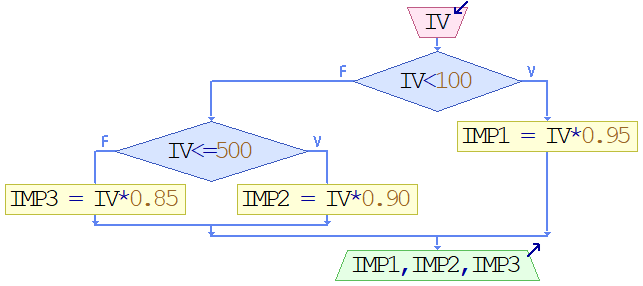 IV
IV<100
F
V
IMP1 = IV*0.95
IV<=500
F
V
IMP3 = IV*0.85
IMP2 = IV*0.90
IMP1,IMP2,IMP3